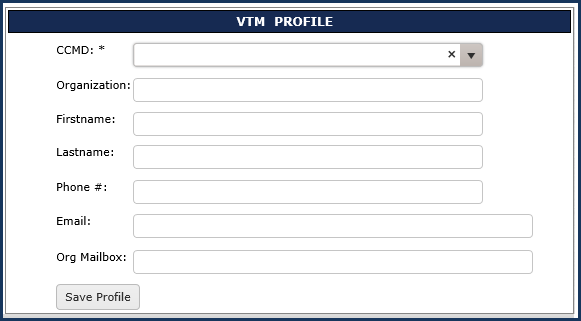 VTM PROFILE
CCMD: *
×
Organization:
Firstname:
Lastname:
Phone #:
Email:
Org Mailbox:
Save Profile